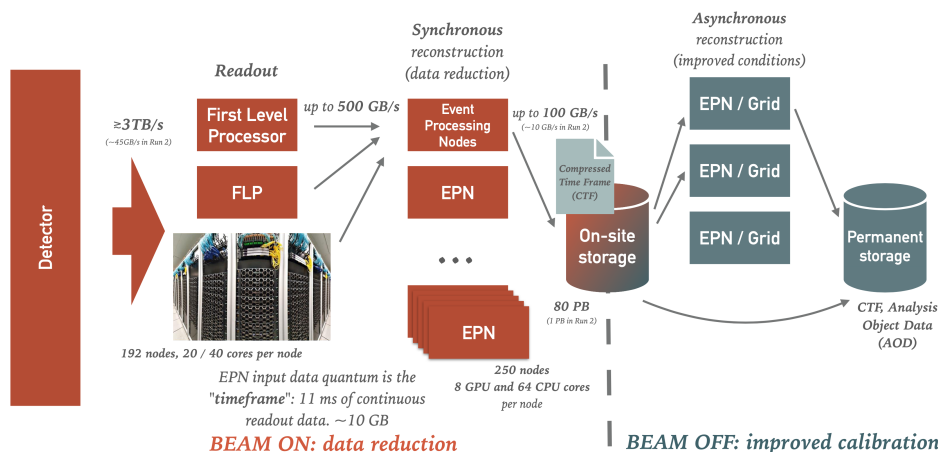 Detector
≥3TB/s
(~45GB/s in Run 2)
Readout
First Level
Processor
FLP
192 nodes, 20 / 40 cores per node
up to 500 GB/s
Synchronous
reconstruction
(data reduction)
Event
Processing
Nodes
EPN
...
EPN
250 nodes
8 GPU and 64 CPU cores
per node
EPN input data quantum is the
"timeframe": 11 ms of continuous
readout data. ~10 GB
up to 100 GB/s
(~10 GB/s in Run 2)
Compressed
Time Frame
(CTF)
On-site
storage
80 PB
(1 PB in Run 2)
Asynchronous
reconstruction
(improved conditions)
EPN / Grid
EPN / Grid
EPN / Grid
Permanent
storage
CTF, Analysis
Object Data
(AOD)
BEAM ON: data reduction
BEAM OFF: improved calibration